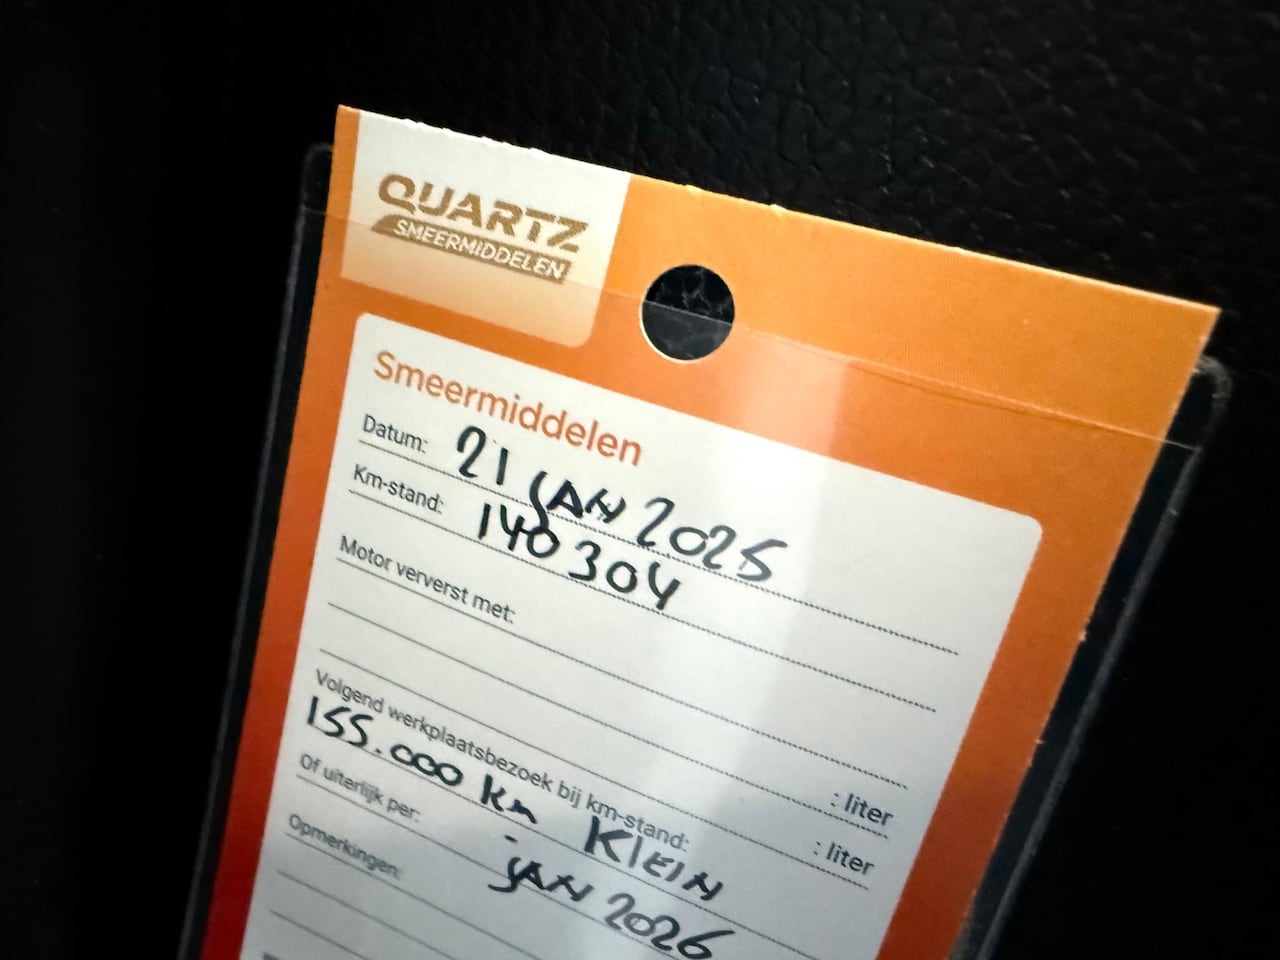 QUARTZ
SMEERMIDDELEN
Smeermiddelen
Datum: 21 JAN 2025
Km-stand: 140304
Motor ververst met:
: liter
: liter
Volgend werkplaatsbezoek bij km-stand:
155.000 km KLEIN
Of uiterlijk per: JAN 2026
Opmerkingen: